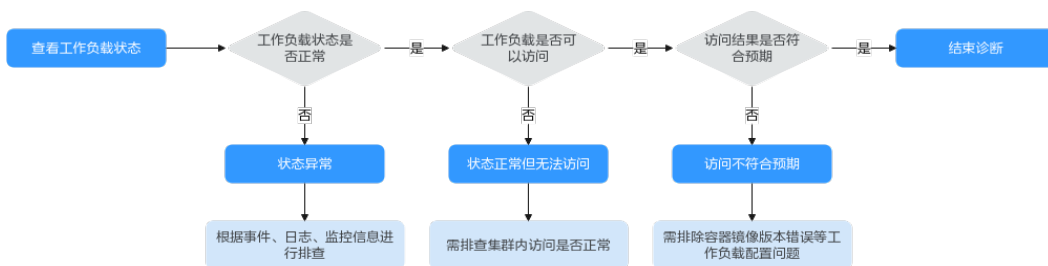 查看工作负载状态
工作负载状态是
否正常
是
工作负载是否可
以访问
是
访问结果是否符
合预期
是
结束诊断
否
否
否
状态异常
状态正常但无法访问
访问不符合预期
根据事件、日志、监控信息进
行排查
需排查集群内访问是否正常
需排除容器镜像版本错误等工
作负载配置问题